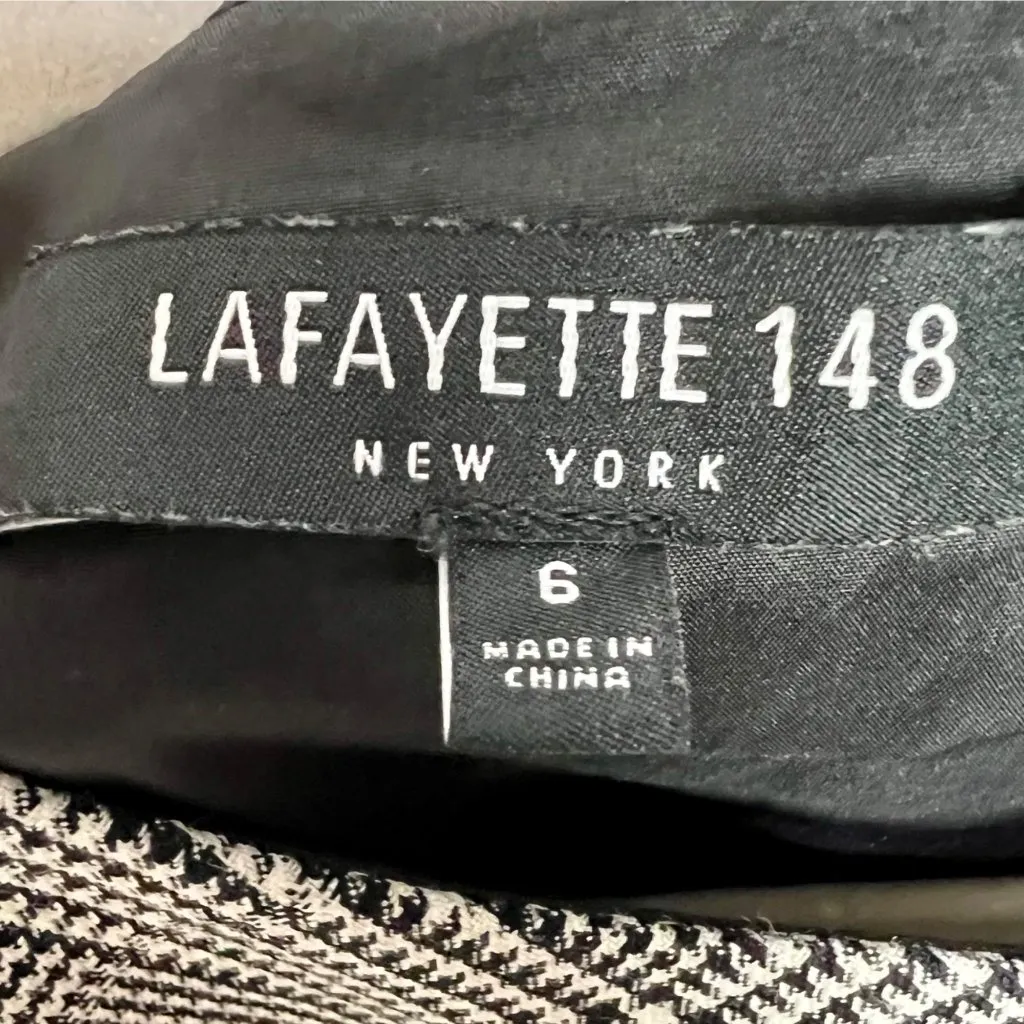 LAFAYETTE 148
NEW YORK
6
MADE IN
CHINA